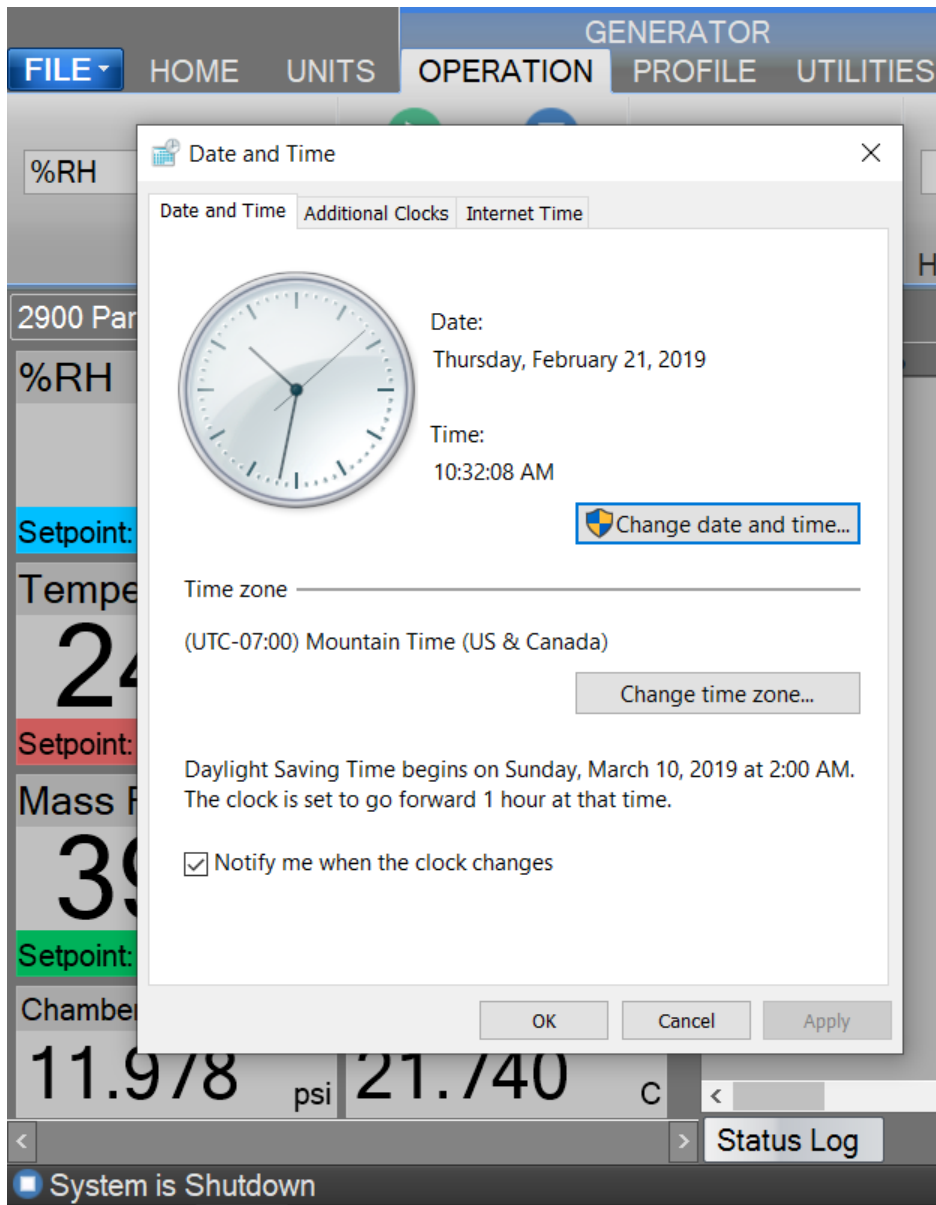 GENERATOR
FILE HOME UNITS OPERATION PROFILE UTILITIES
Date and Time
%RH
Date and Time Additional Clocks Internet Time
H
2900 Par
Date:
Thursday, February 21, 2019
%RH
Time:
10:32:08 AM
Setpoint:
Change date and time...
Tempe
Time zone
(UTC-07:00) Mountain Time (US & Canada)
24
Change time zone...
Setpoint:
Daylight Saving Time begins on Sunday, March 10, 2019 at 2:00 AM.
The clock is set to go forward 1 hour at that time.
Mass F
Notify me when the clock changes
39
Setpoint:
Chamber
OK Cancel Apply
11.978 psi 21.740 C
Status Log
System is Shutdown